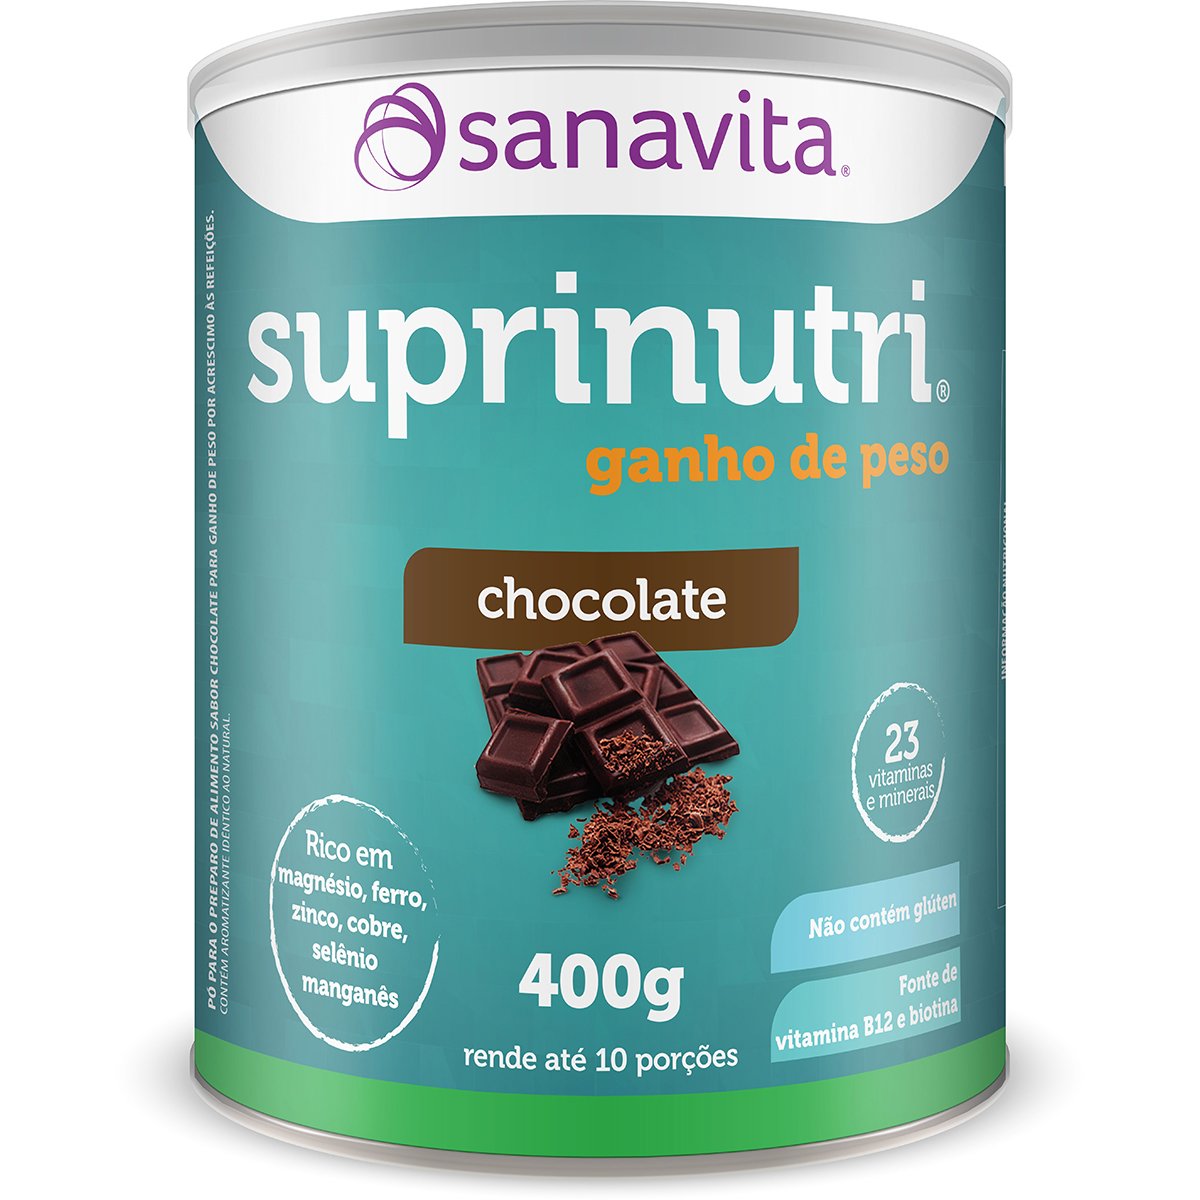 sanavita®
suprinutri®
ganho de peso
chocolate
23
vitaminas
e minerais
Rico em
magnésio, ferro,
zinco, cobre,
selênio
manganês
Não contém glúten
Fonte de
vitamina B12 e biotina
400g
rende até 10 porções
PÓ PARA O PREPARO DE ALIMENTO SABOR CHOCOLATE PARA GANHO DE PESO POR ACRESCIMO ÀS REFEIÇÕES.
CONTÉM AROMATIZANTE IDÊNTICO AO NATURAL.
INFORMAÇÃO NUTRICIONAL